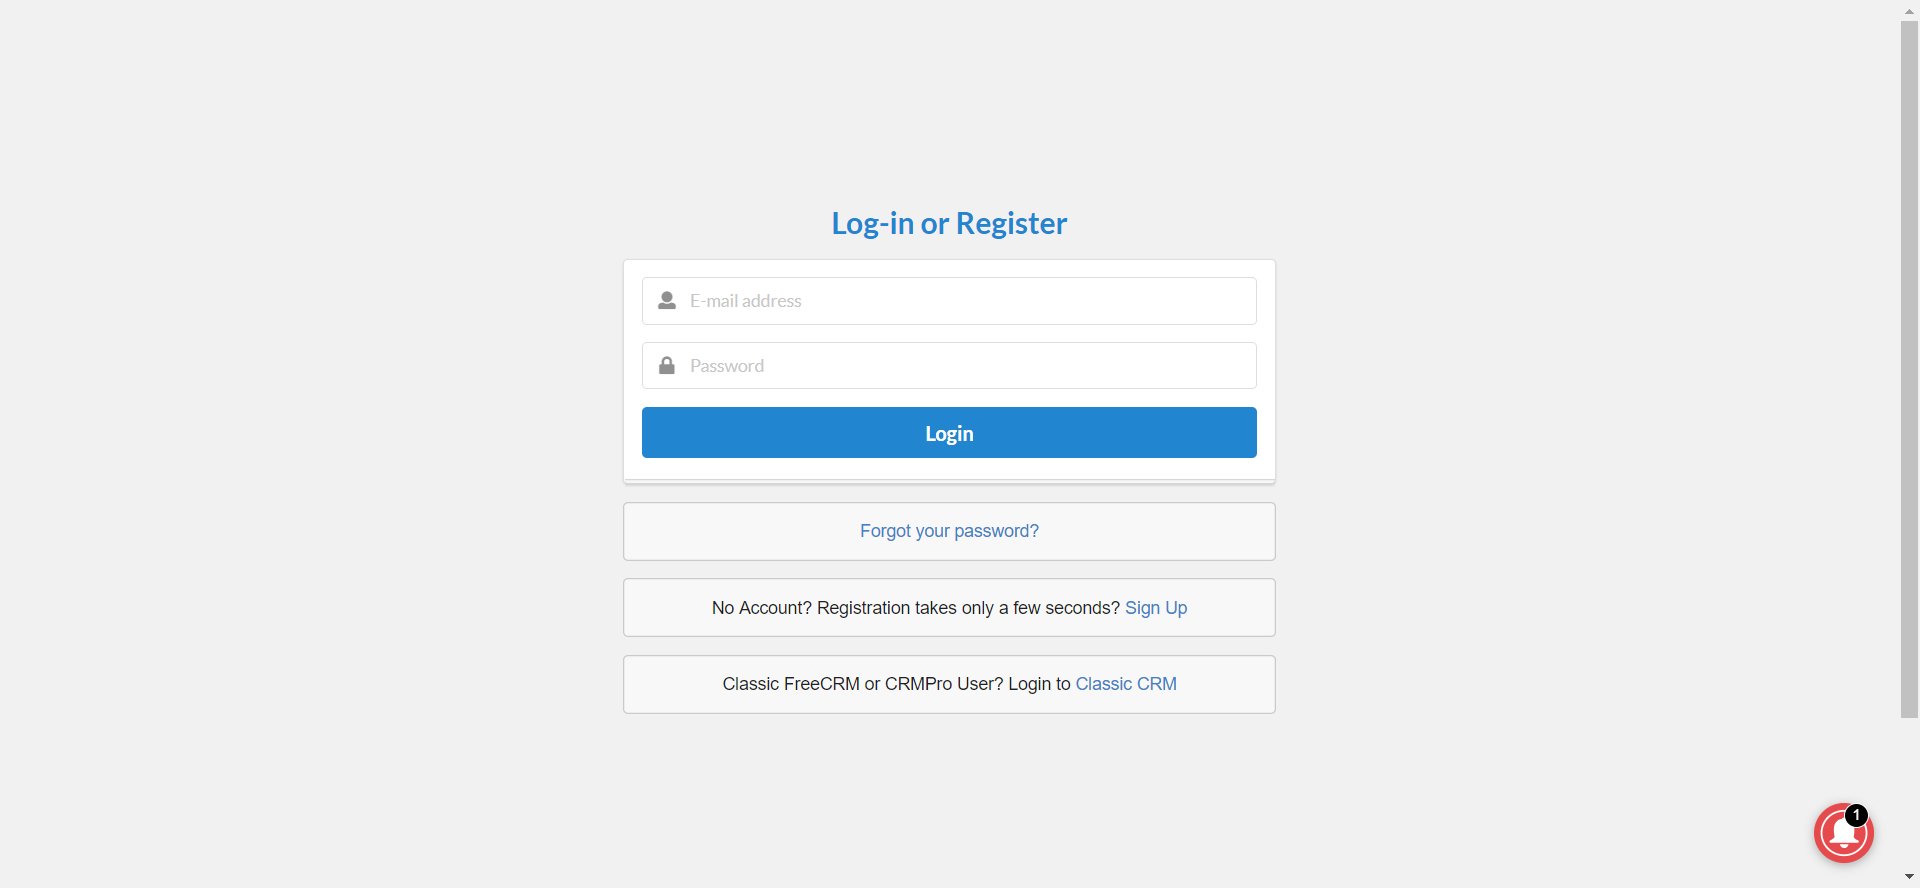 Log-in or Register
E-mail address
Password
Login
Forgot your password?
No Account? Registration takes only a few seconds? Sign Up
Classic FreeCRM or CRMPro User? Login to Classic CRM
1